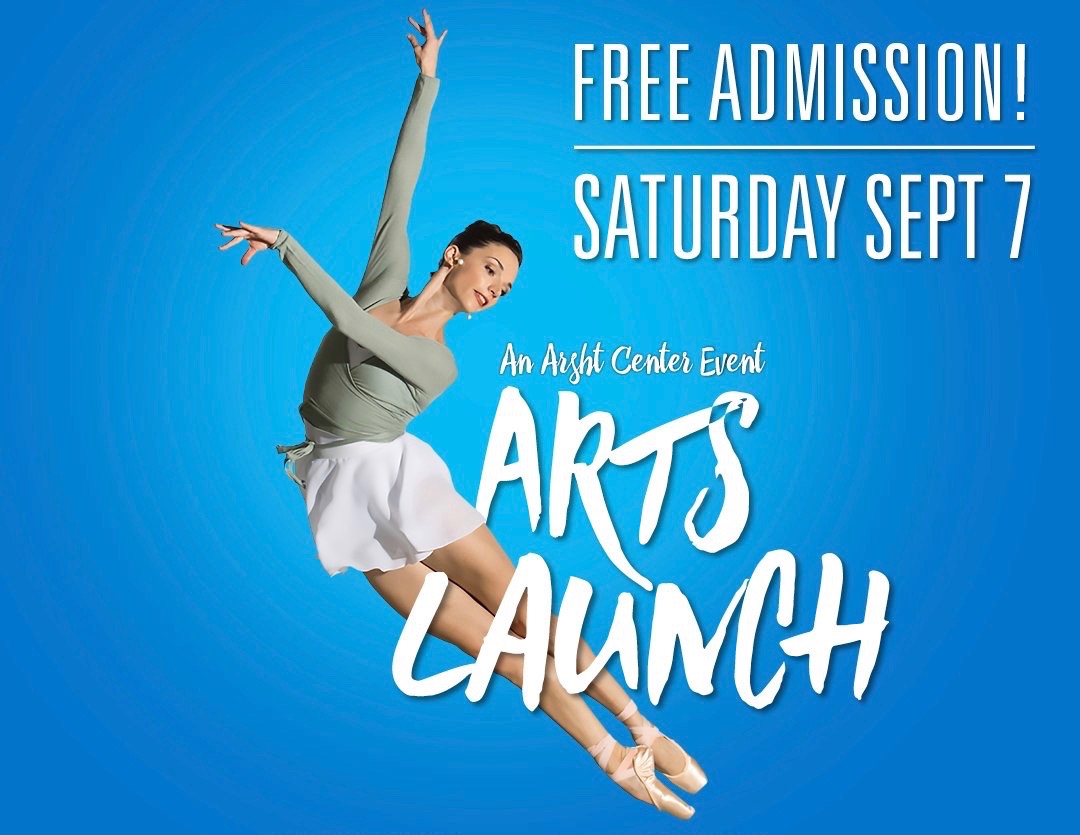 FREE ADMISSION!
SATURDAY SEPT 7
An Arsht Center Event
ARTS
LAUNCH